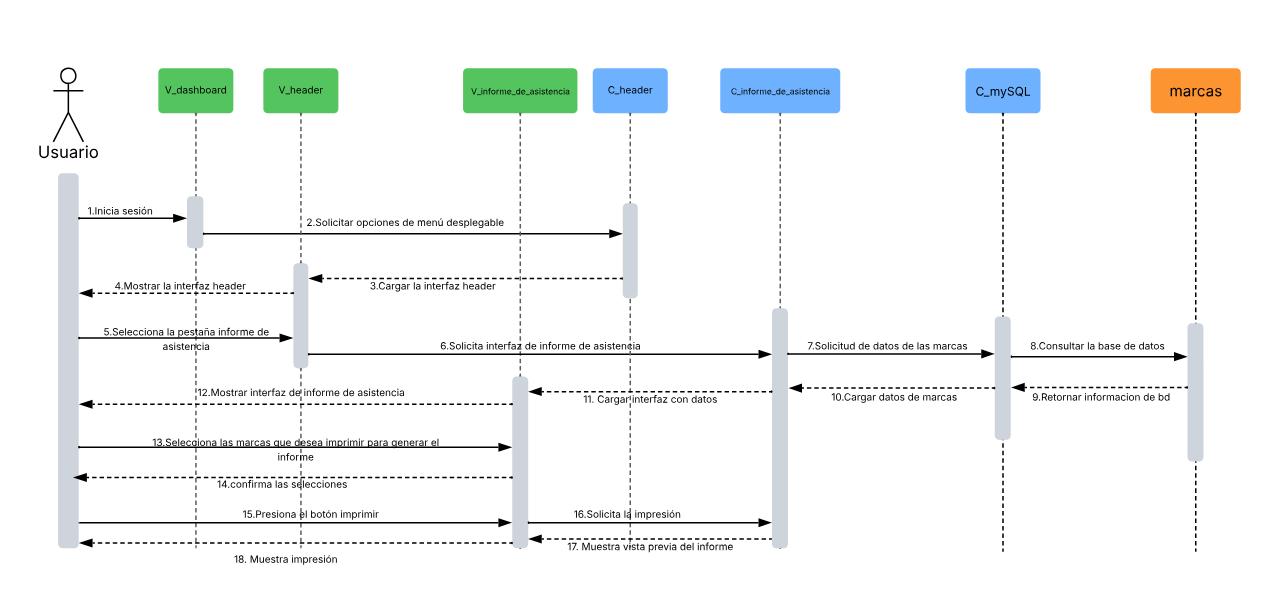 V_dashboard
V_header
V_informe_de_asistencia
C_header
C_informe_de_asistencia
C_mySQL
marcas
Usuario
1.Inicia sesión
2.Solicitar opciones de menú desplegable
3.Cargar la interfaz header
4.Mostrar la interfaz header
5.Selecciona la pestaña informe de
asistencia
6.Solicita interfaz de informe de asistencia
7.Solicitud de datos de las marcas
8.Consultar la base de datos
9.Retornar informacion de bd
10.Cargar datos de marcas
11. Cargar interfaz con datos
12.Mostrar interfaz de informe de asistencia
13.Selecciona las marcas que desea imprimir para generar el
informe
14.confirma las selecciones
15.Presiona el botón imprimir
16.Solicita la impresión
17. Muestra vista previa del informe
18. Muestra impresión